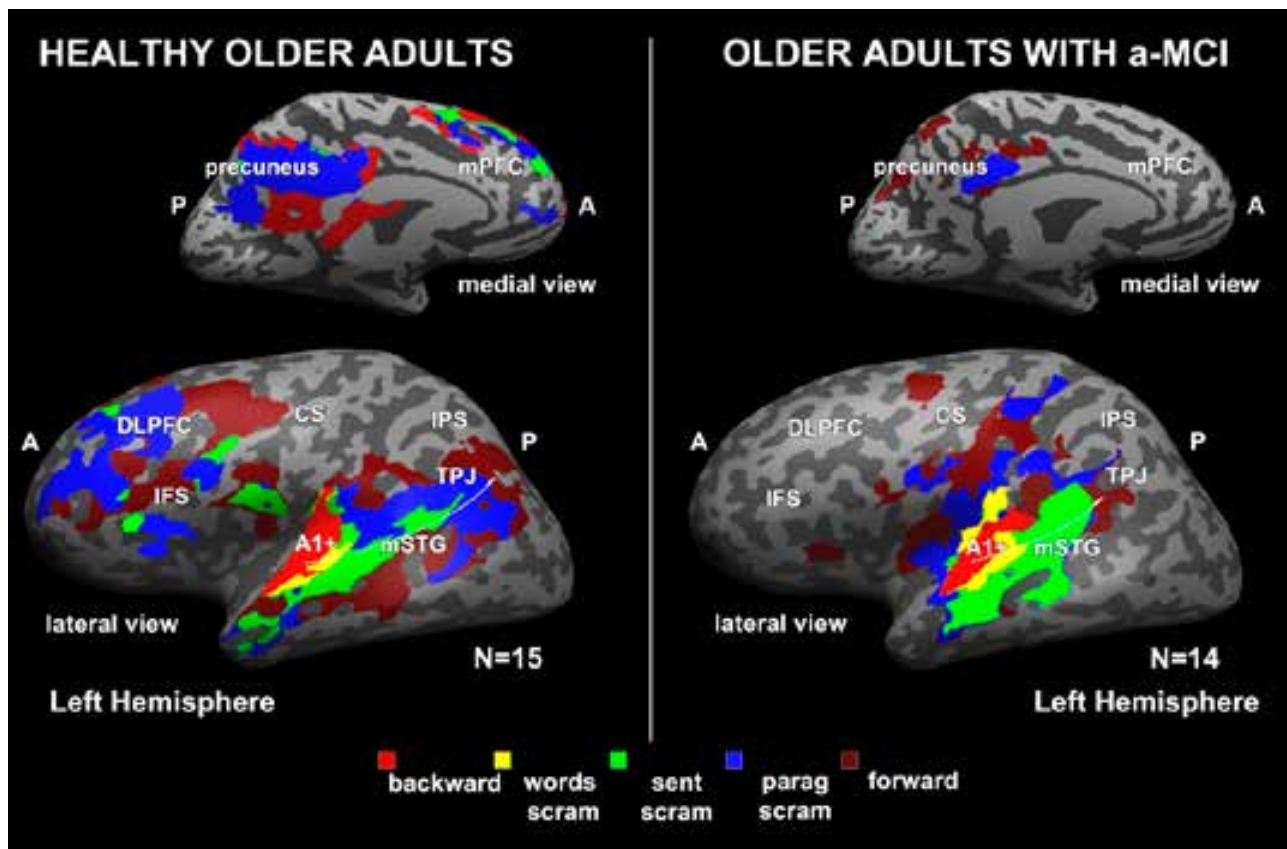 HEALTHY OLDER ADULTS
precuneus
mPFC
P
A
medial view
DLPFC
CS
IPS
A
P
TPJ
IFS
A1+
mSTG
lateral view
N=15
Left Hemisphere
OLDER ADULTS WITH a-MCI
precuneus
mPFC
P
A
medial view
DLPFC
CS
IPS
A
P
TPJ
IFS
A1+
mSTG
lateral view
N=14
Left Hemisphere
backward
words
scram
sent
scram
parag
scram
forward